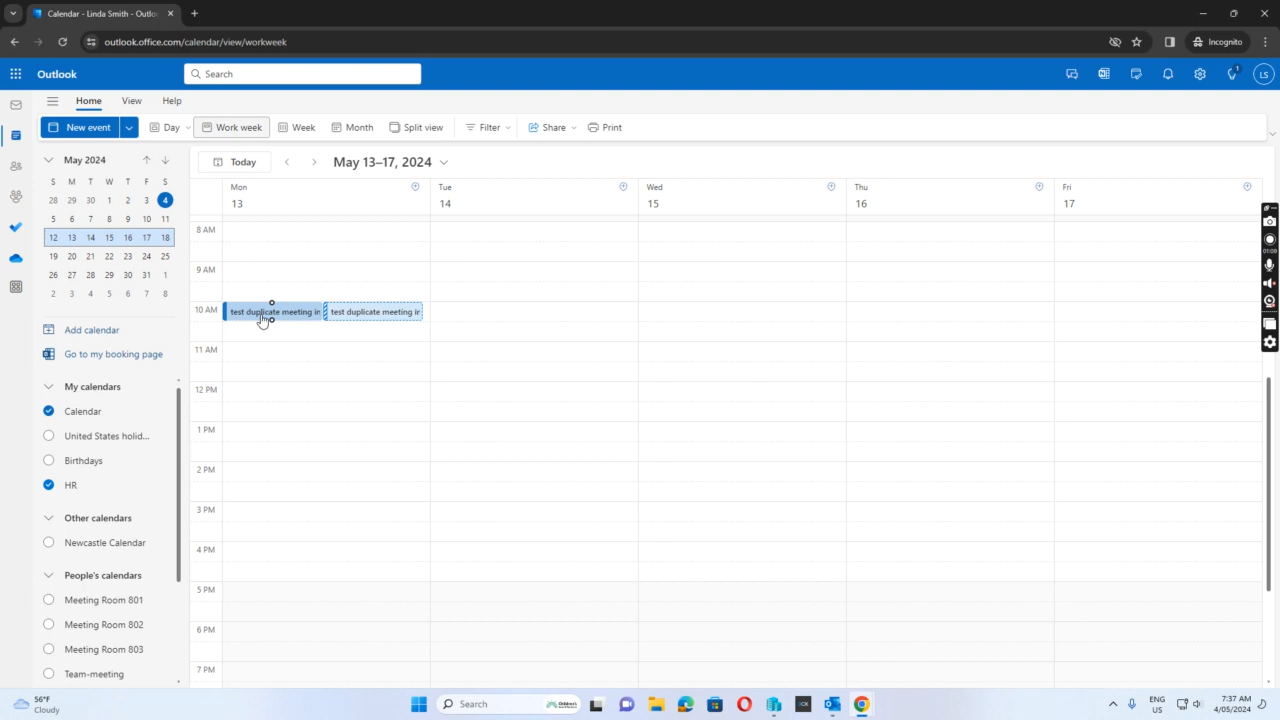 Calendar - Linda Smith - Outlo
outlook.office.com/calendar/view/workweek
Incognito
Outlook
Search
1
LS
Home View Help
New event Day Work week Week Month Split view Filter Share Print
May 2024
Today May 13–17, 2024
S M T W T F S
28 29 30 1 2 3 4
5 6 7 8 9 10 11
12 13 14 15 16 17 18
19 20 21 22 23 24 25
26 27 28 29 30 31 1
2 3 4 5 6 7 8
Mon Tue Wed Thu Fri
13 14 15 16 17
8 AM
9 AM
10 AM test duplicate meeting in test duplicate meeting ir
11 AM
12 PM
1 PM
2 PM
3 PM
4 PM
5 PM
6 PM
7 PM
Add calendar
Go to my booking page
My calendars
Calendar
United States holid...
Birthdays
HR
Other calendars
Newcastle Calendar
People's calendars
Meeting Room 801
Meeting Room 802
Meeting Room 803
Team-meeting
56°F
Cloudy
Search
ENG
US
7:37 AM
4/05/2024